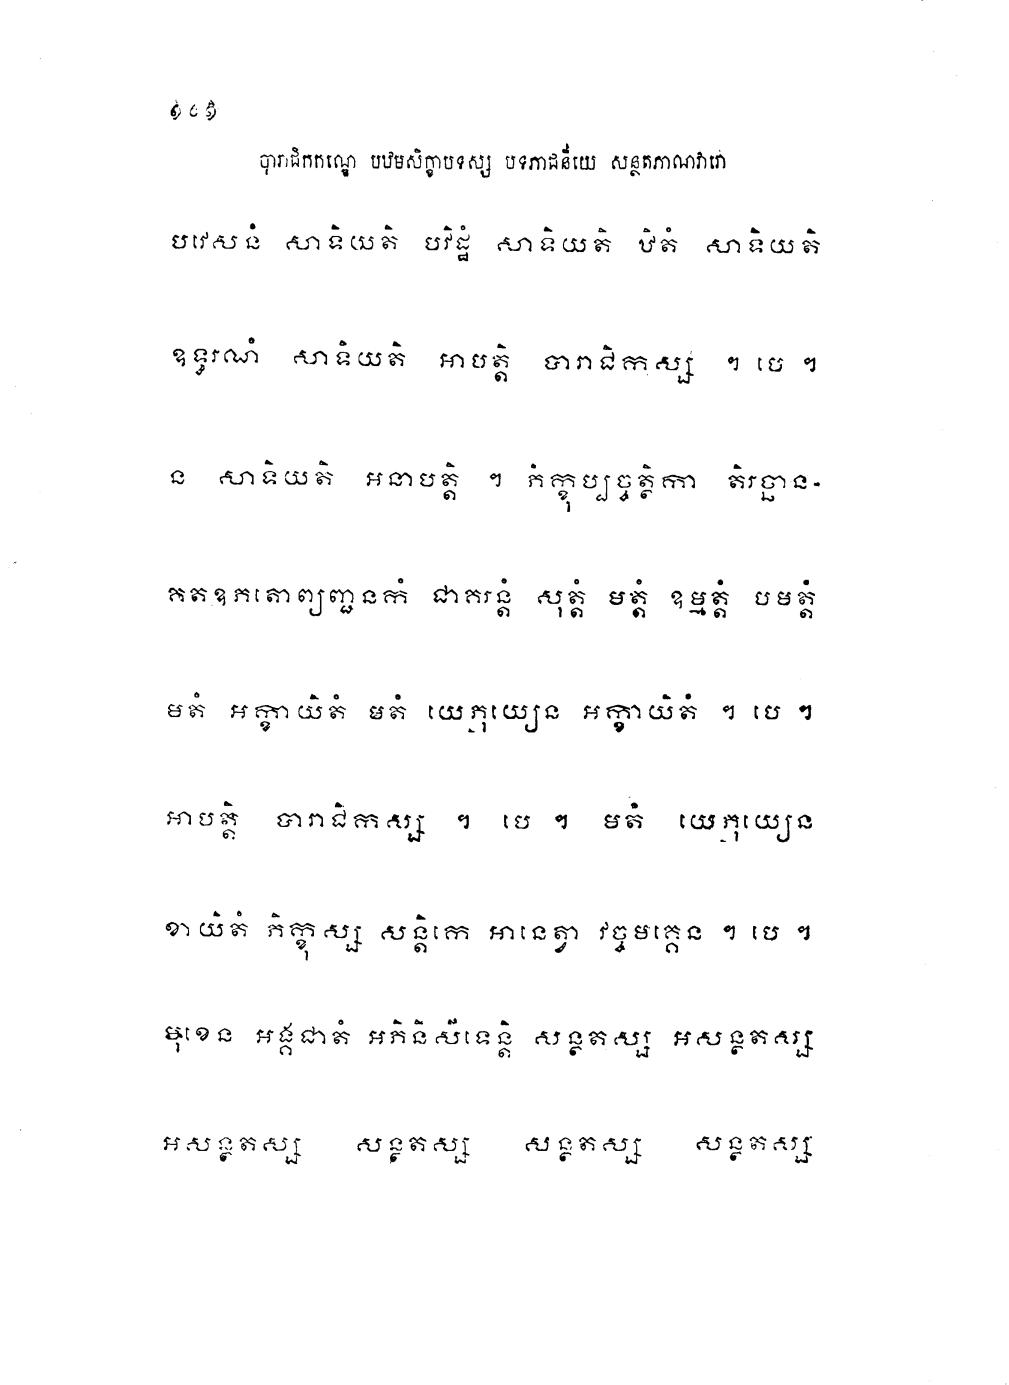 ១៨៦
បារាជិកកណ្ឌេ បឋមសិក្ខាបទស្ស បទភាជនីយេ សន្ថតភាណវារោ
បវេសនំ សាទិយតិ បវិដ្ឋំ សាទិយតិ ឋិតំ សាទិយតិ
ឧទ្ធរណំ សាទិយតិ អាបត្តិ បារាជិកស្ស ។ បេ ។
ន សាទិយតិ អនាបត្តិ ។ ភិក្ខុប្បច្ចត្ថិកា តិរច្ឆាន-
គតឧភតោព្យញ្ជនកំ ជាគរន្តំ សុត្តំ មត្តំ ឧម្មត្តំ បមត្តំ
មតំ អក្ខាយិតំ មតំ យេភុយ្យេន អក្ខាយិតំ ។ បេ ។
អាបត្តិ បារាជិកស្ស ។ បេ ។ មតំ យេភុយ្យេន
ខាយិតំ ភិក្ខុស្ស សន្តិកេ អានេត្វា វច្ចមគ្គេន ។ បេ ។
មុខេន អង្គជាតំ អភិនិសីទេន្តិ សន្ថតស្ស អសន្ថតស្ស
អសន្ថតស្ស សន្ថតស្ស សន្ថតស្ស សន្ថតស្ស